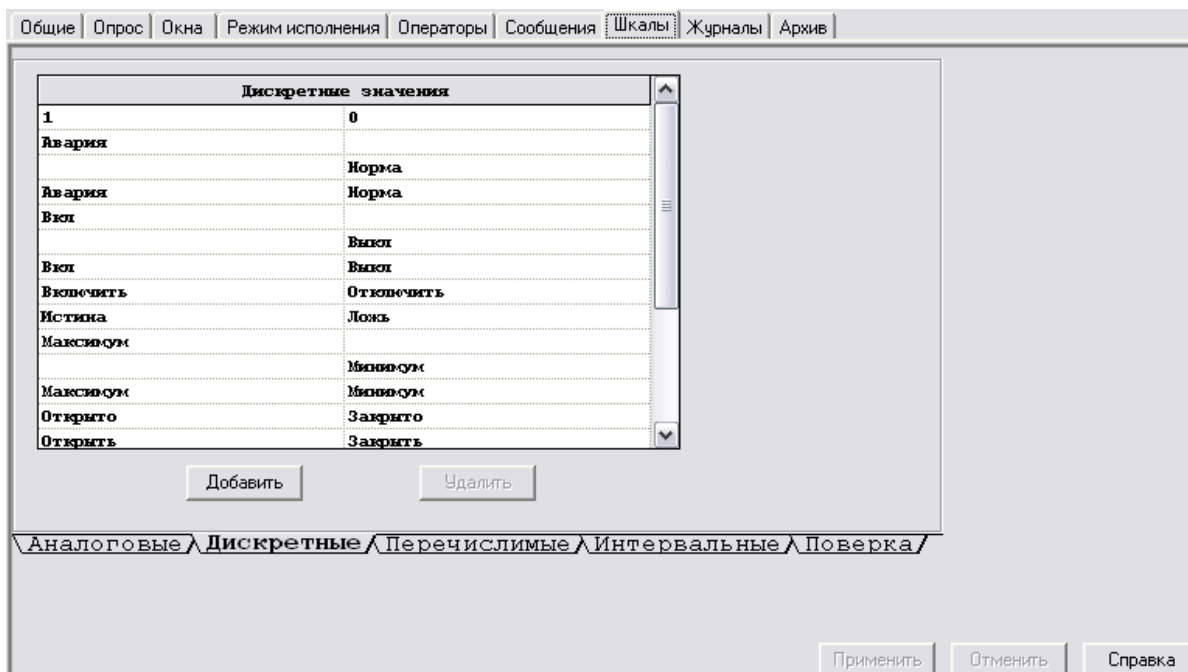 Общие Опрос Окна Режим исполнения Операторы Сообщения Шкалы Журналы Архив
Дискретные значения
1 0
Авария
Норма
Авария Норма
Вкл
Выкл
Вкл Выкл
Включить Отключить
Истина Ложь
Максимум
Минимум
Максимум Минимум
Открыто Закрыто
Открыть Закрыть
Добавить Удалить
Аналоговые Дискретные Перечислимые Интервальные Поверка
Применить Отменить Справка